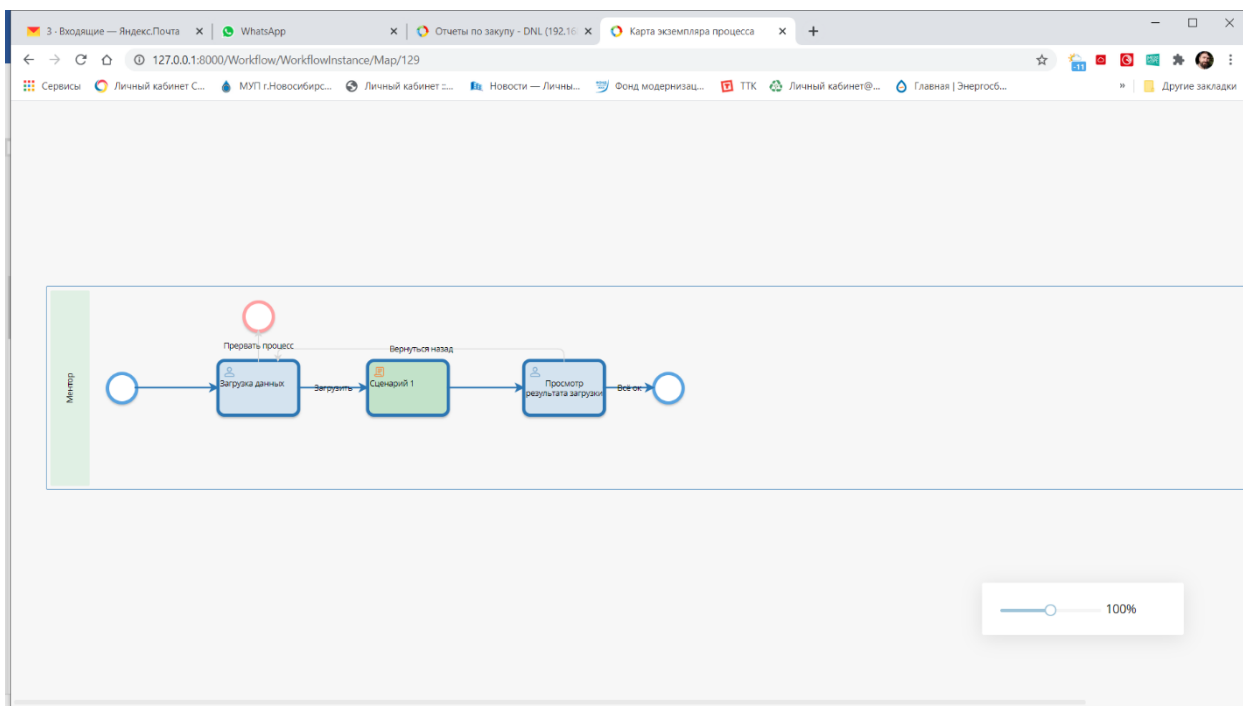 3 - Входящие — Яндекс.Почта
WhatsApp
Отчеты по закупу - DNL (192.16
Карта экземпляра процесса
127.0.0.1:8000/Workflow/WorkflowInstance/Map/129
-11
Сервисы
Личный кабинет С...
МУП г.Новосибирс...
Личный кабинет ::...
Новости — Личны...
Фонд модернизац...
ТТК
Личный кабинет@...
Главная | Энергосб...
»
Другие закладки
Ментор
Прервать процесс
Вернуться назад
Загрузка данных
Загрузить
Сценарий 1
Просмотр
результата загрузки
Всё ок
100%